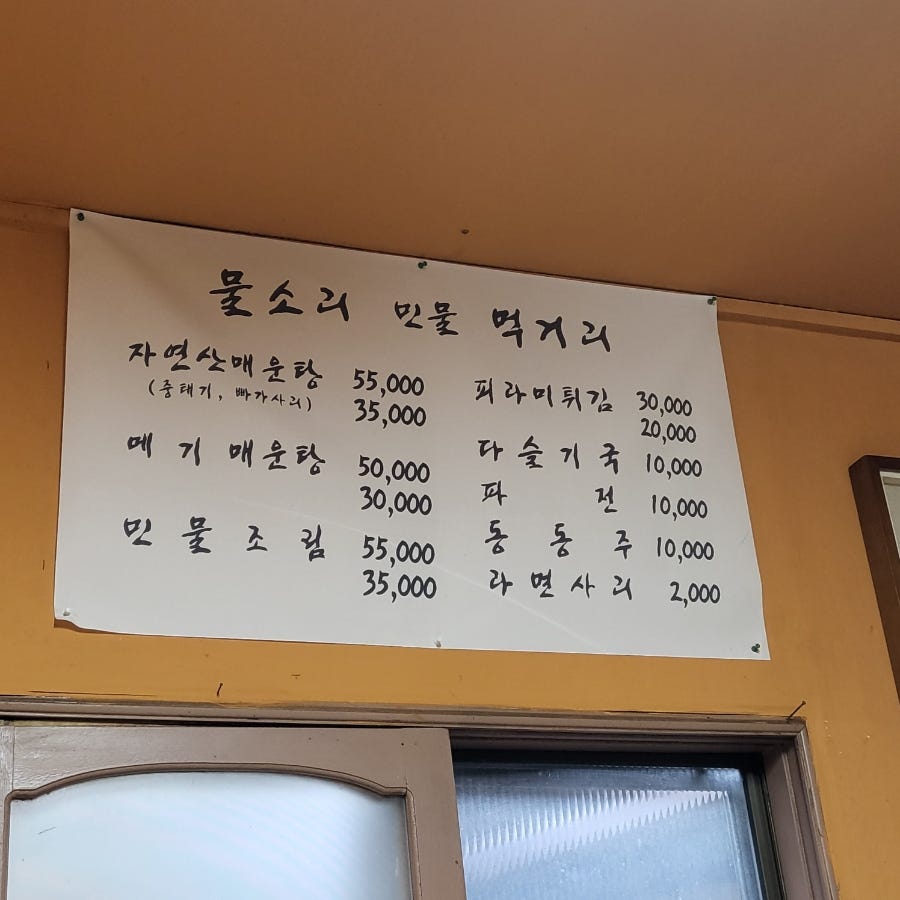 물소리 민물 먹거리
자연산매운탕 55,000
(중태기, 빠가사리) 35,000
메기매운탕 50,000
30,000
민물조림 55,000
35,000
피라미튀김 30,000
20,000
다슬기국 10,000
파전 10,000
동동주 10,000
라면사리 2,000